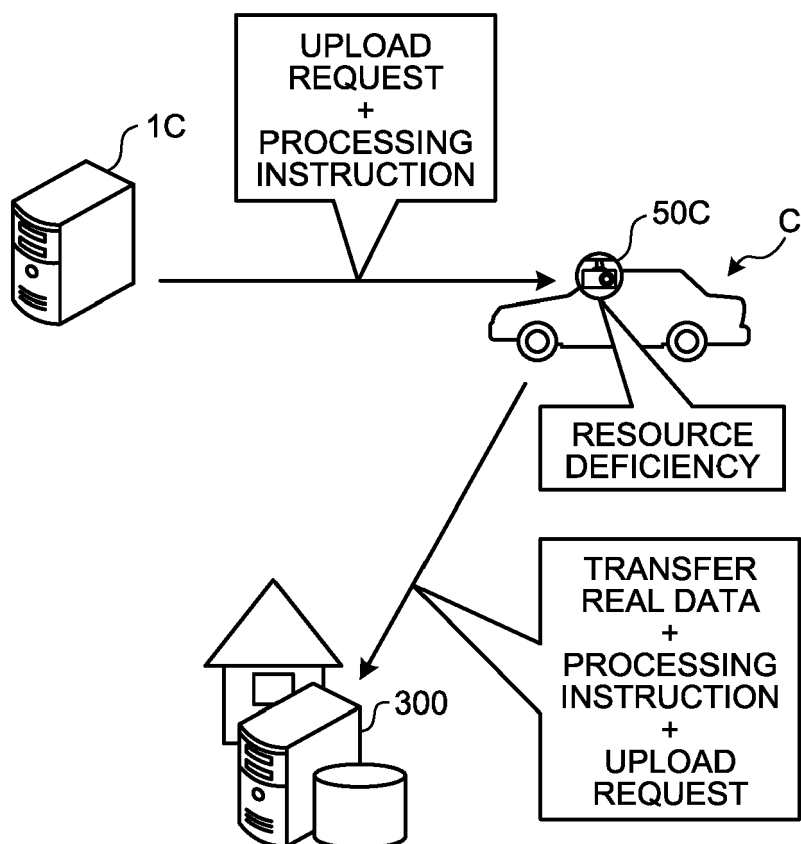 UPLOAD
REQUEST
+
PROCESSING
INSTRUCTION
1C
50C
C
RESOURCE
DEFICIENCY
TRANSFER
REAL DATA
+
PROCESSING
INSTRUCTION
+
UPLOAD
REQUEST
300